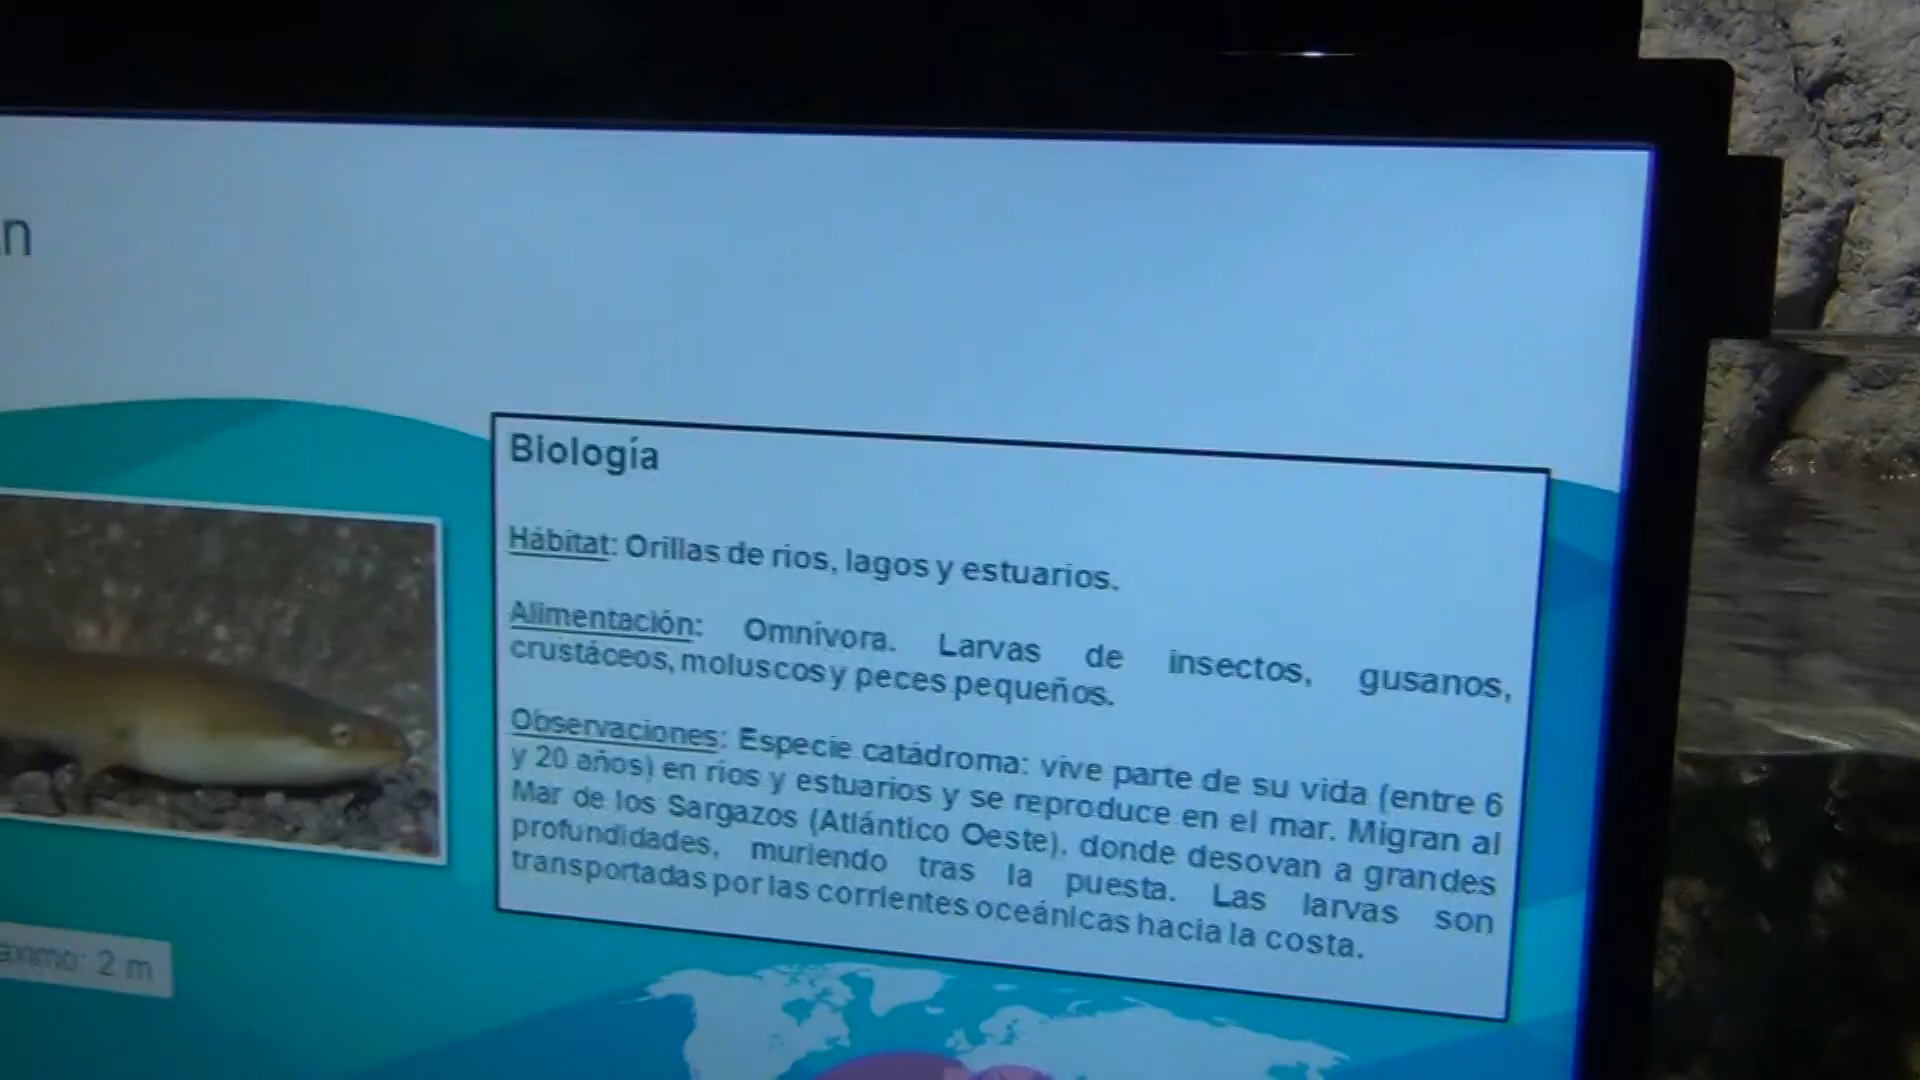 Biología
Hábitat: Orillas de rios, lagos y estuarios.
Alimentación: Omnívora. Larvas de insectos, gusanos,
crustáceos, moluscos y peces pequeños.
Observaciones: Especie catádroma: vive parte de su vida (entre 6
y 20 años) en ríos y estuarios y se reproduce en el mar. Migran al
Mar de los Sargazos (Atlántico Oeste), donde desovan a grandes
profundidades, muriendo tras la puesta. Las larvas son
transportadas por las corrientes oceánicas hacia la costa.
2 m